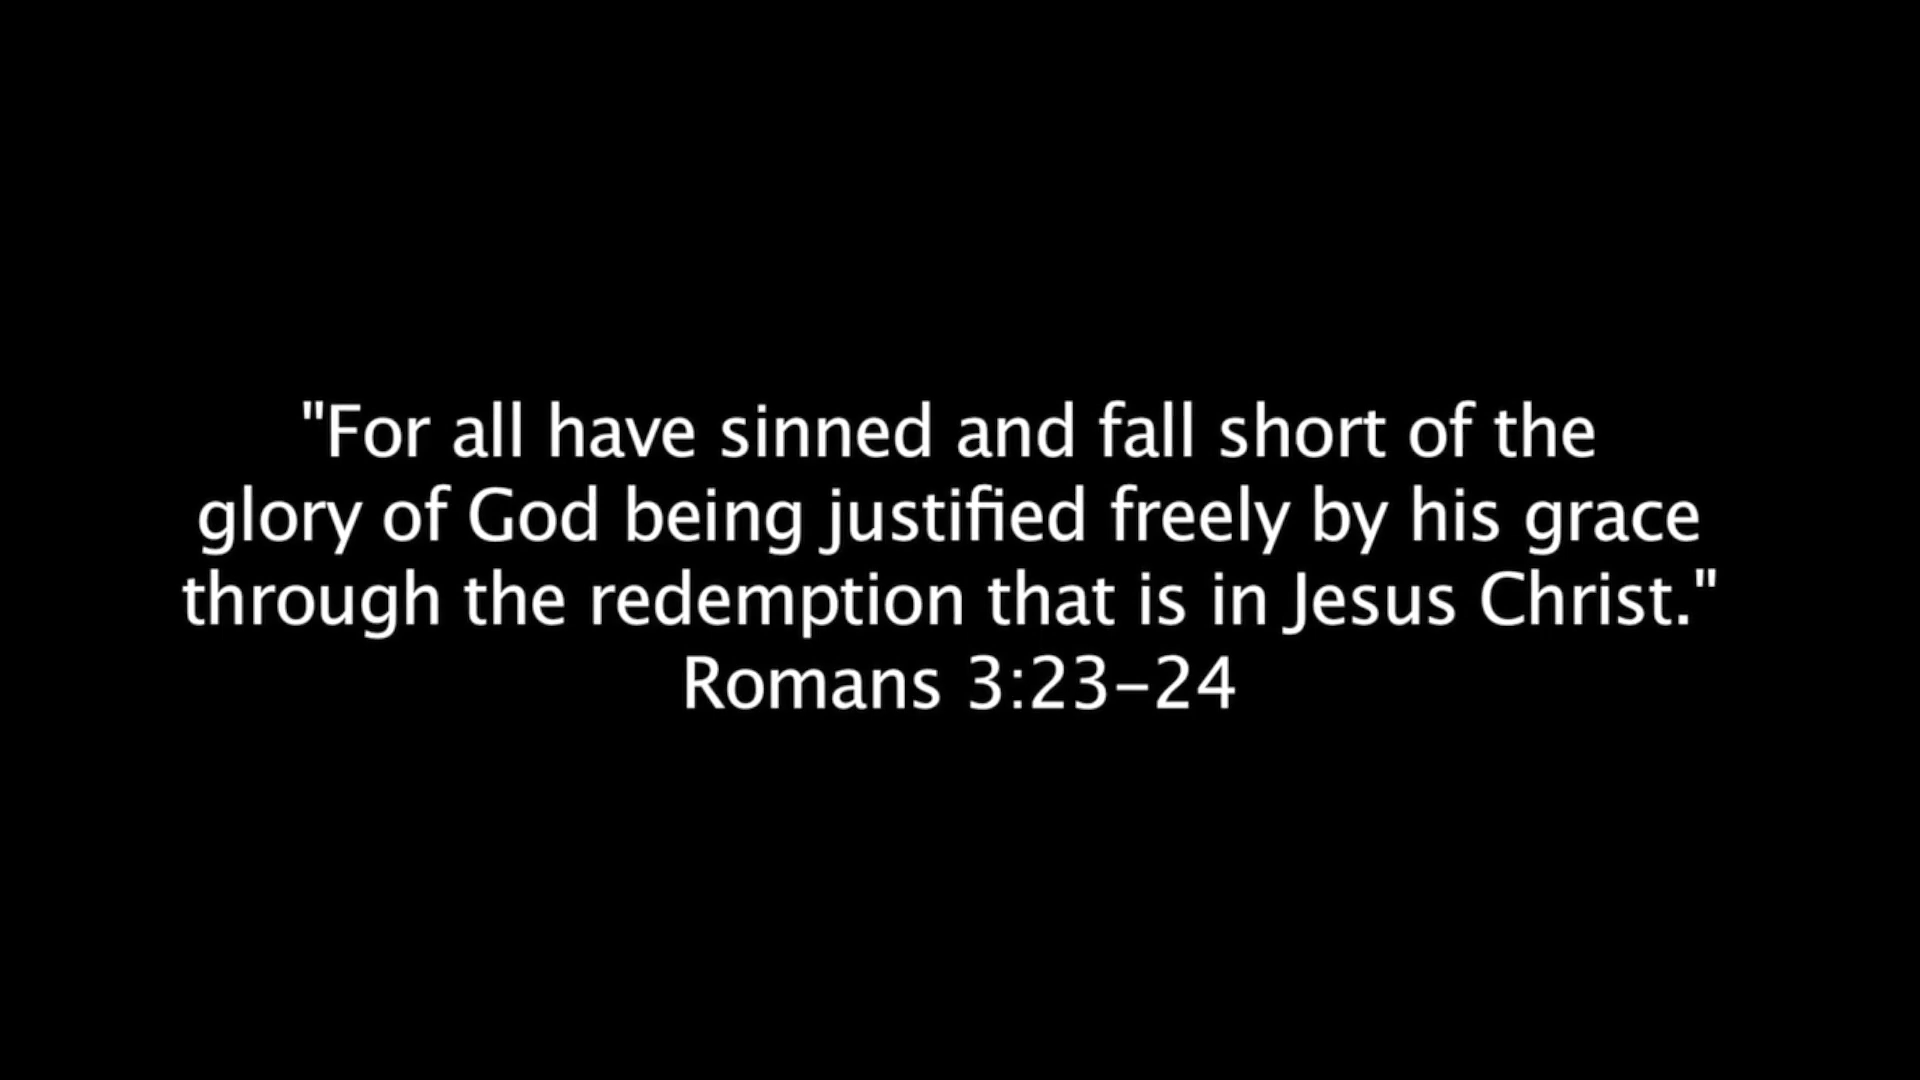 "For all have sinned and fall short of the
glory of God being justified freely by his grace
through the redemption that is in Jesus Christ."
Romans 3:23–24